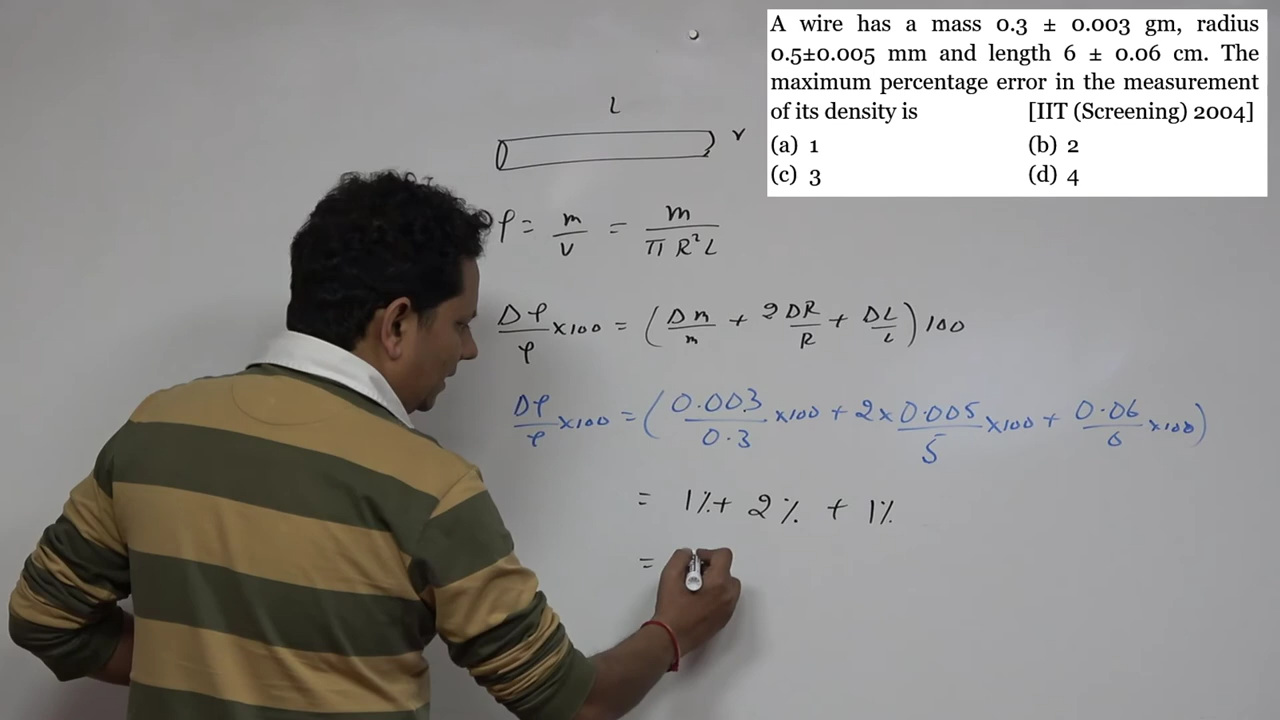 A wire has a mass 0.3 ± 0.003 gm, radius
0.5±0.005 mm and length 6 ± 0.06 cm. The
maximum percentage error in the measurement
of its density is [IIT (Screening) 2004]
(a) 1 (b) 2
(c) 3 (d) 4
L
r
ρ = m/V = m/πR²L
Δρ/ρ ×100 = (Δm/m + 2ΔR/R + ΔL/L) 100
Δρ/ρ ×100 = (0.003/0.3 ×100 + 2×0.005/5 ×100 + 0.06/6 ×100)
= 1% + 2% + 1%
=